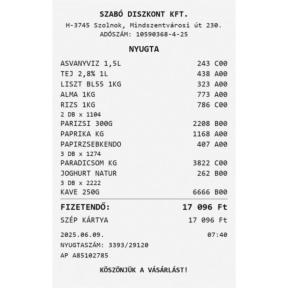 SZABÓ DISZKONT KFT.
H-3745 Szolnok, Mindszentvárosi út 230.
ADÓSZÁM: 10590368-4-25
NYUGTA
ASVANYVIZ 1,5L 243 C00
TEJ 2,8% 1L 438 A00
LISZT BL55 1KG 323 A00
ALMA 1KG 773 A00
RIZS 1KG 786 C00
2 DB x 1104
PARIZSI 300G 2208 B00
PAPRIKA KG 1168 A00
PAPIRZSEBKENDO 407 A00
3 DB x 1274
PARADICSOM KG 3822 C00
JOGHURT NATUR 262 B00
3 DB x 2222
KAVE 250G 6666 B00
FIZETENDŐ: 17 096 Ft
SZÉP KÁRTYA 17 096 Ft
2025.06.09. 07:40
NYUGTASZÁM: 3393/29120
AP A85102785
KÖSZÖNJÜK A VÁSÁRLÁST!